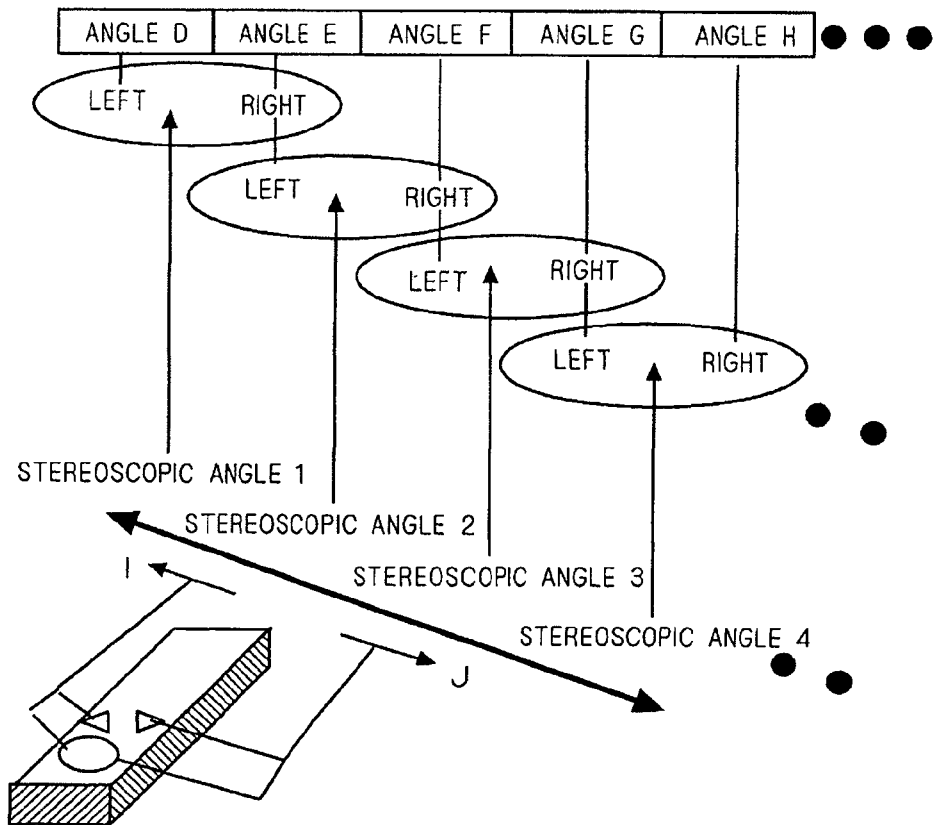 ANGLE D ANGLE E ANGLE F ANGLE G ANGLE H
LEFT RIGHT
LEFT RIGHT
LEFT RIGHT
LEFT RIGHT
STEREOSCOPIC ANGLE 1
STEREOSCOPIC ANGLE 2
STEREOSCOPIC ANGLE 3
STEREOSCOPIC ANGLE 4
I
J